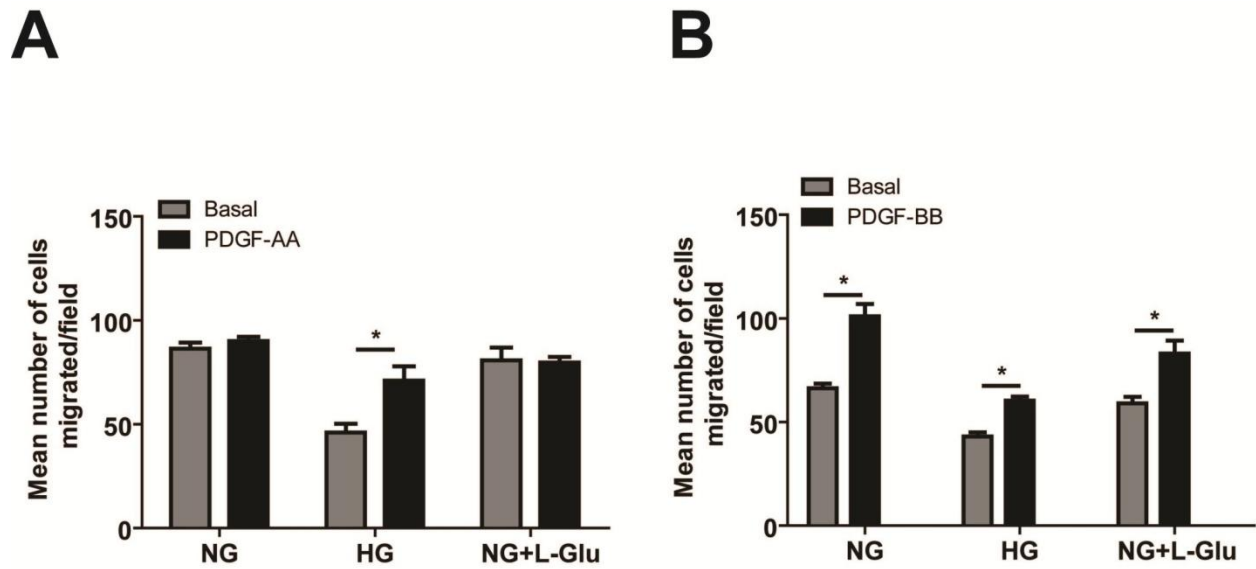 A
Basal
PDGF-AA
Mean number of cells
migrated/field
150
100
50
0
*
NG
HG
NG+L-Glu
B
Basal
PDGF-BB
Mean number of cells
migrated/field
150
100
50
0
*
*
*
NG
HG
NG+L-Glu